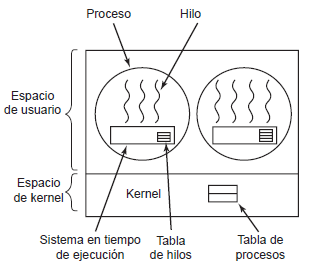 Proceso
Hilo
Espacio
de usuario
Espacio
de kernel
Kernel
Sistema en tiempo
de ejecución
Tabla
de hilos
Tabla de
procesos